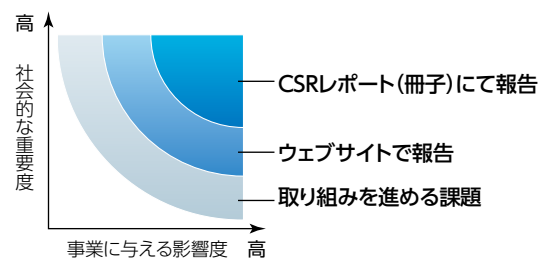 高
社会的な重要度
CSRレポート（冊子）にて報告
ウェブサイトで報告
取り組みを進める課題
事業に与える影響度 高